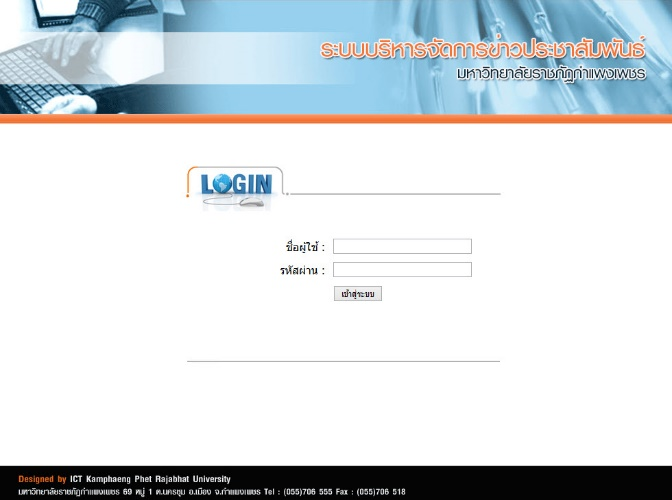 ระบบบริหารจัดการข่าวประชาสัมพันธ์
มหาวิทยาลัยราชภัฏกำแพงเพชร
LOGIN
ชื่อผู้ใช้ :
รหัสผ่าน :
เข้าสู่ระบบ
Designed by ICT Kamphaeng Phet Rajabhat University
มหาวิทยาลัยราชภัฏกำแพงเพชร 69 หมู่ 1 ต.นครชุม อ.เมือง จ.กำแพงเพชร Tel : (055)706 555 Fax : (055)706 518